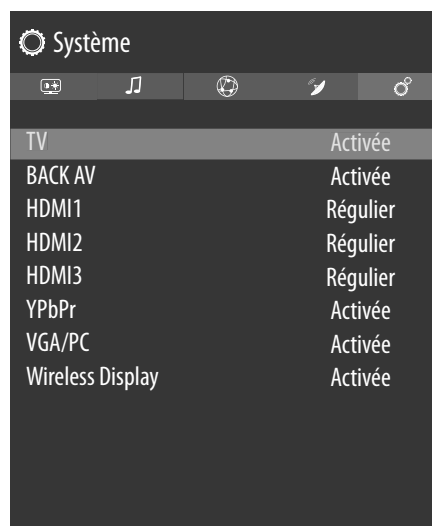 Système
TV Activée
BACK AV Activée
HDMI1 Régulier
HDMI2 Régulier
HDMI3 Régulier
YPbPr Activée
VGA/PC Activée
Wireless Display Activée